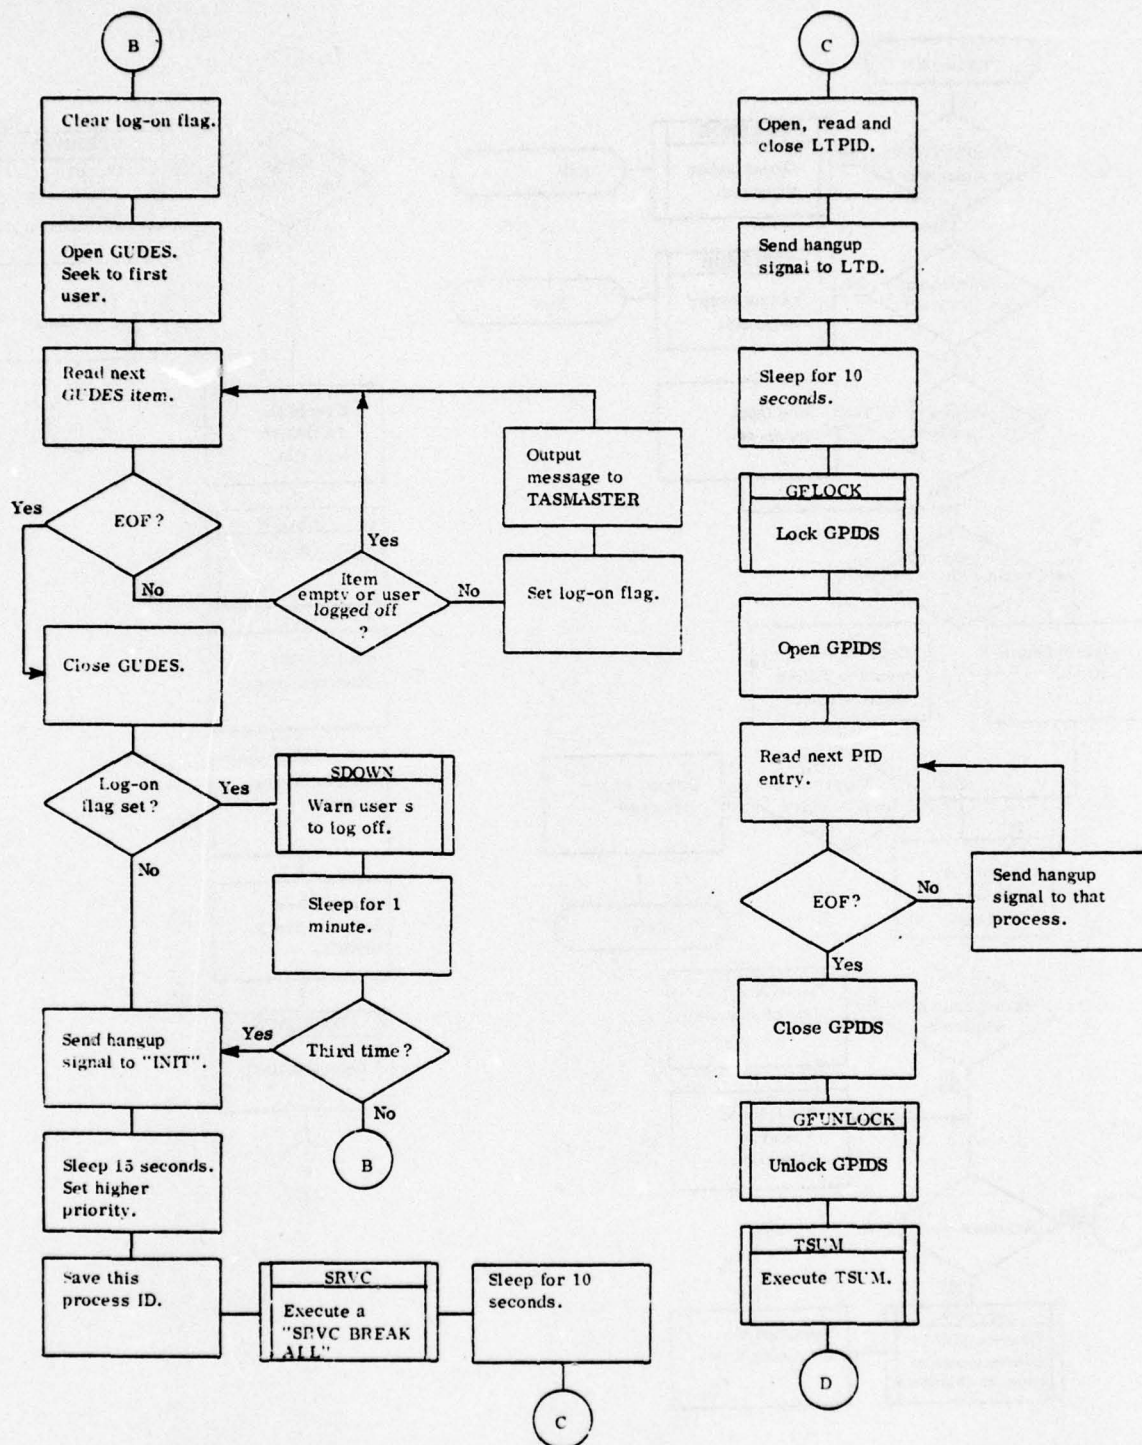 B
Clear log-on flag.
Open GUDES.
Seek to first
user.
Read next
GUDES item.
EOF?
Yes
No
Item
empty or user
logged off
?
Yes
No
Set log-on flag.
Output
message to
TASMASTER
Close GUDES.
Log-on
flag set?
Yes
No
SDOWN
Warn user s
to log off.
Sleep for 1
minute.
Third time?
Yes
No
B
Send hangup
signal to "INIT".
Sleep 15 seconds.
Set higher
priority.
Save this
process ID.
SRVC
Execute a
"SRVC BREAK
ALL"
Sleep for 10
seconds.
C
C
Open, read and
close LTPID.
Send hangup
signal to LTD.
Sleep for 10
seconds.
GFLOCK
Lock GPIDS
Open GPIDS
Read next PID
entry.
EOF?
No
Send hangup
signal to that
process.
Yes
Close GPIDS
GFUNLOCK
Unlock GPIDS
TSUM
Execute TSUM.
D